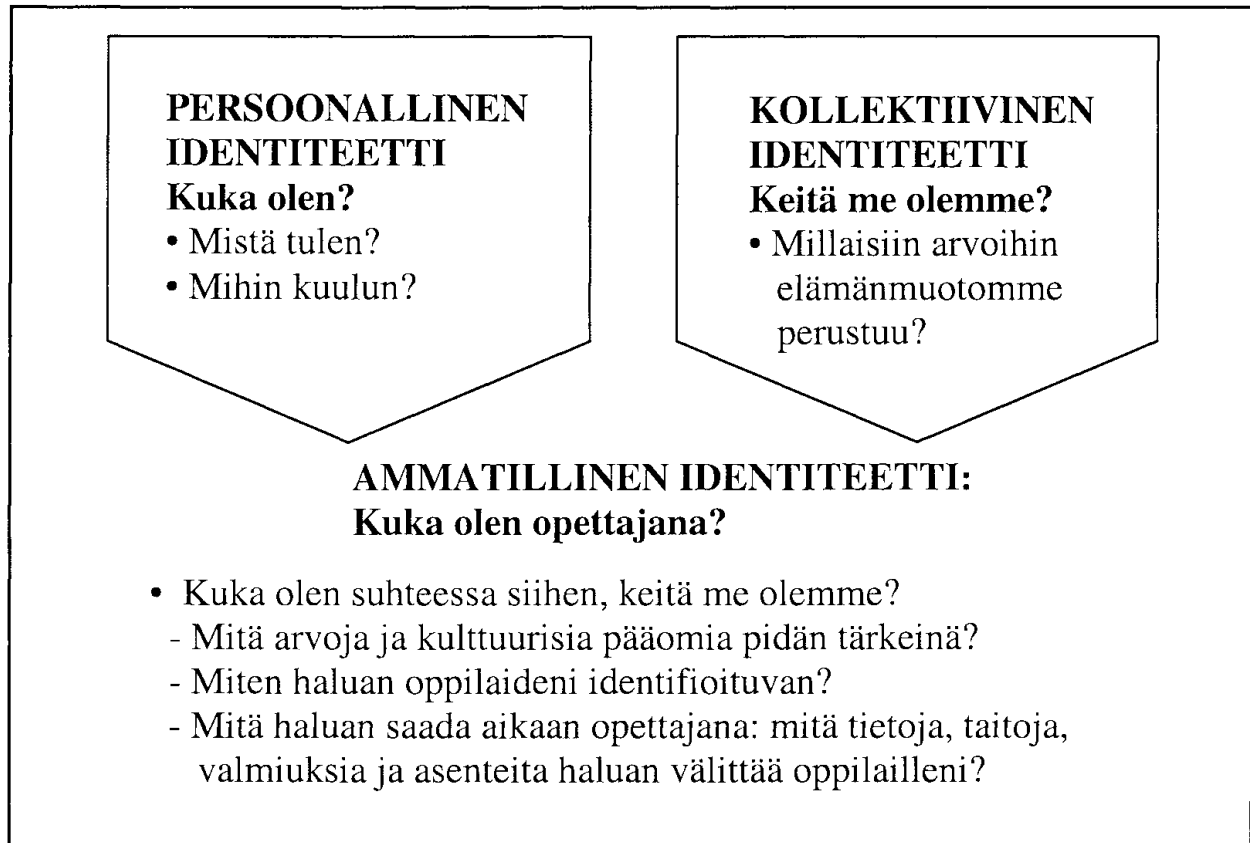 PERSOONALLINEN
IDENTITEETTI
Kuka olen?
• Mistä tulen?
• Mihin kuulun?
KOLLEKTIIVINEN
IDENTITEETTI
Keitä me olemme?
• Millaisiin arvoihin
elämänmuotomme
perustuu?
AMMATILLINEN IDENTITEETTI:
Kuka olen opettajana?
• Kuka olen suhteessa siihen, keitä me olemme?
- Mitä arvoja ja kulttuurisia pääomia pidän tärkeinä?
- Miten haluan oppilaideni identifioituvan?
- Mitä haluan saada aikaan opettajana: mitä tietoja, taitoja,
valmiuksia ja asenteita haluan välittää oppilailleni?